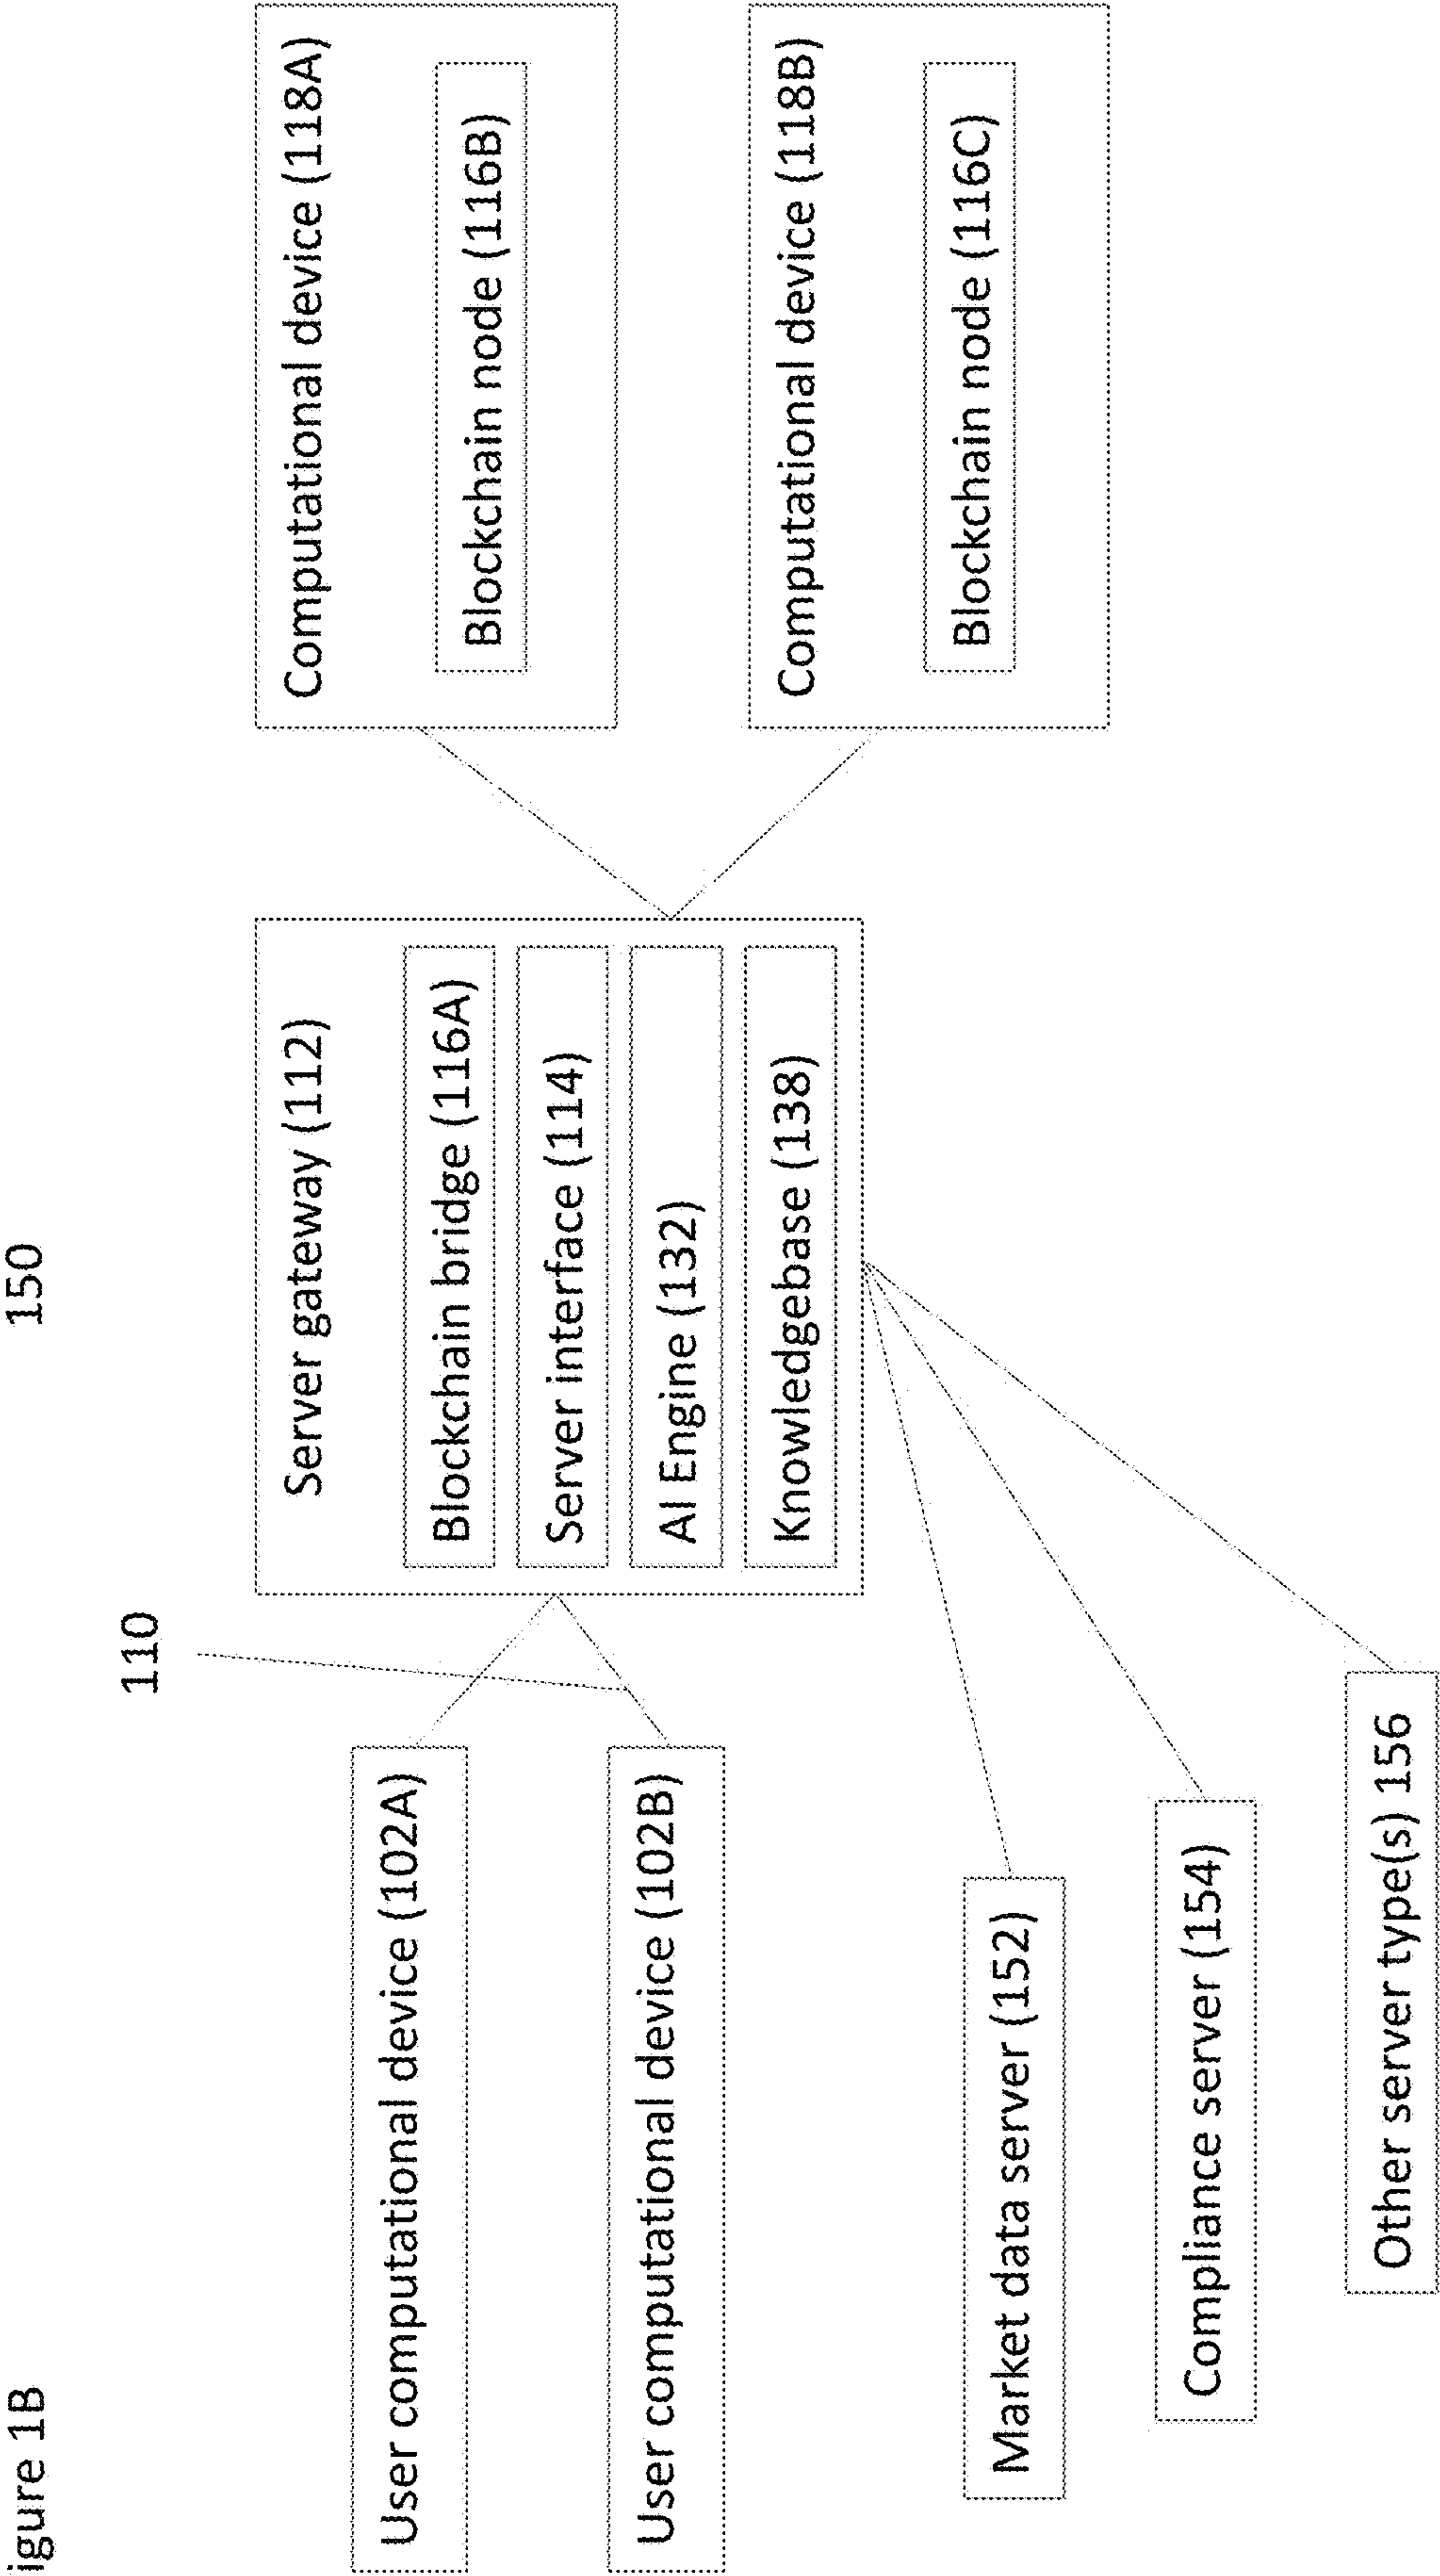 igure 1B
150
110
User computational device (102A)
User computational device (102B)
Server gateway (112)
Blockchain bridge (116A)
Server interface (114)
AI Engine (132)
Knowledgebase (138)
Computational device (118A)
Blockchain node (116B)
Computational device (118B)
Blockchain node (116C)
Market data server (152)
Compliance server (154)
Other server type(s) 156